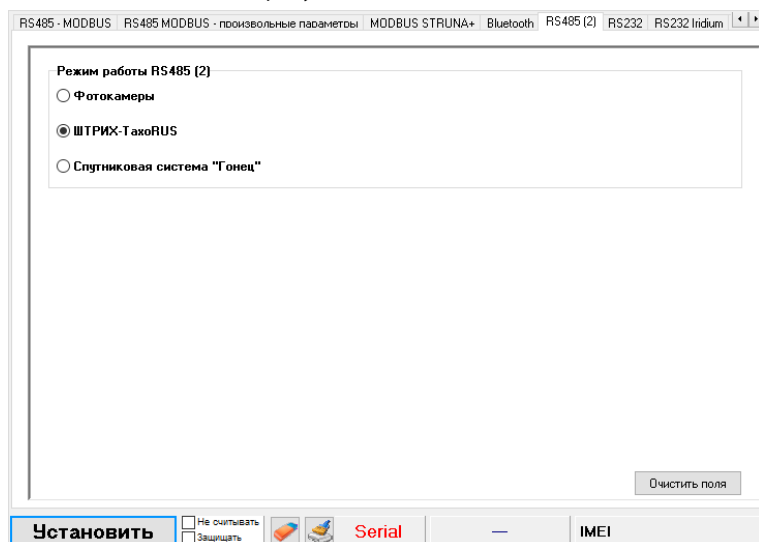 RS485 - MODBUS RS485 MODBUS - произвольные параметры MODBUS STRUNA+ Bluetooth RS485 (2) RS232 RS232 Iridium
Режим работы RS485 (2)
Фотокамеры
ШТРИХ-ТахоRUS
Спутниковая система "Гонец"
Очистить поля
Установить
Не считывать
Защищать
Serial
—
IMEI